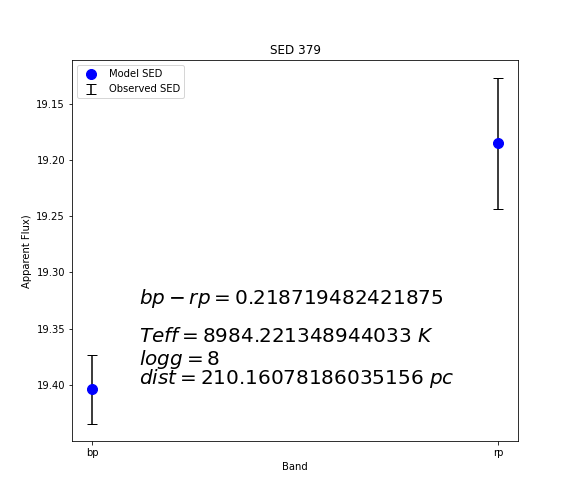 SED 379
Model SED
Observed SED
19.15
19.20
19.25
19.30
19.35
19.40
Apparent Flux)
bp − rp = 0.218719482421875
Teff = 8984.221348944033 K
logg = 8
dist = 210.16078186035156 pc
bp
rp
Band